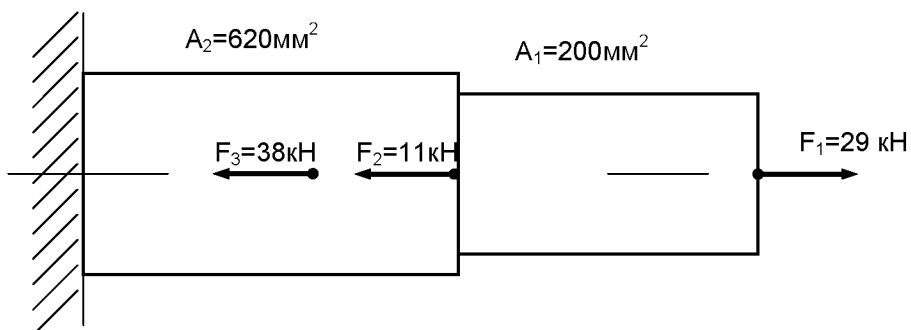 A₂=620мм²
A₁=200мм²
F₃=38кН
F₂=11кН
F₁=29 кН